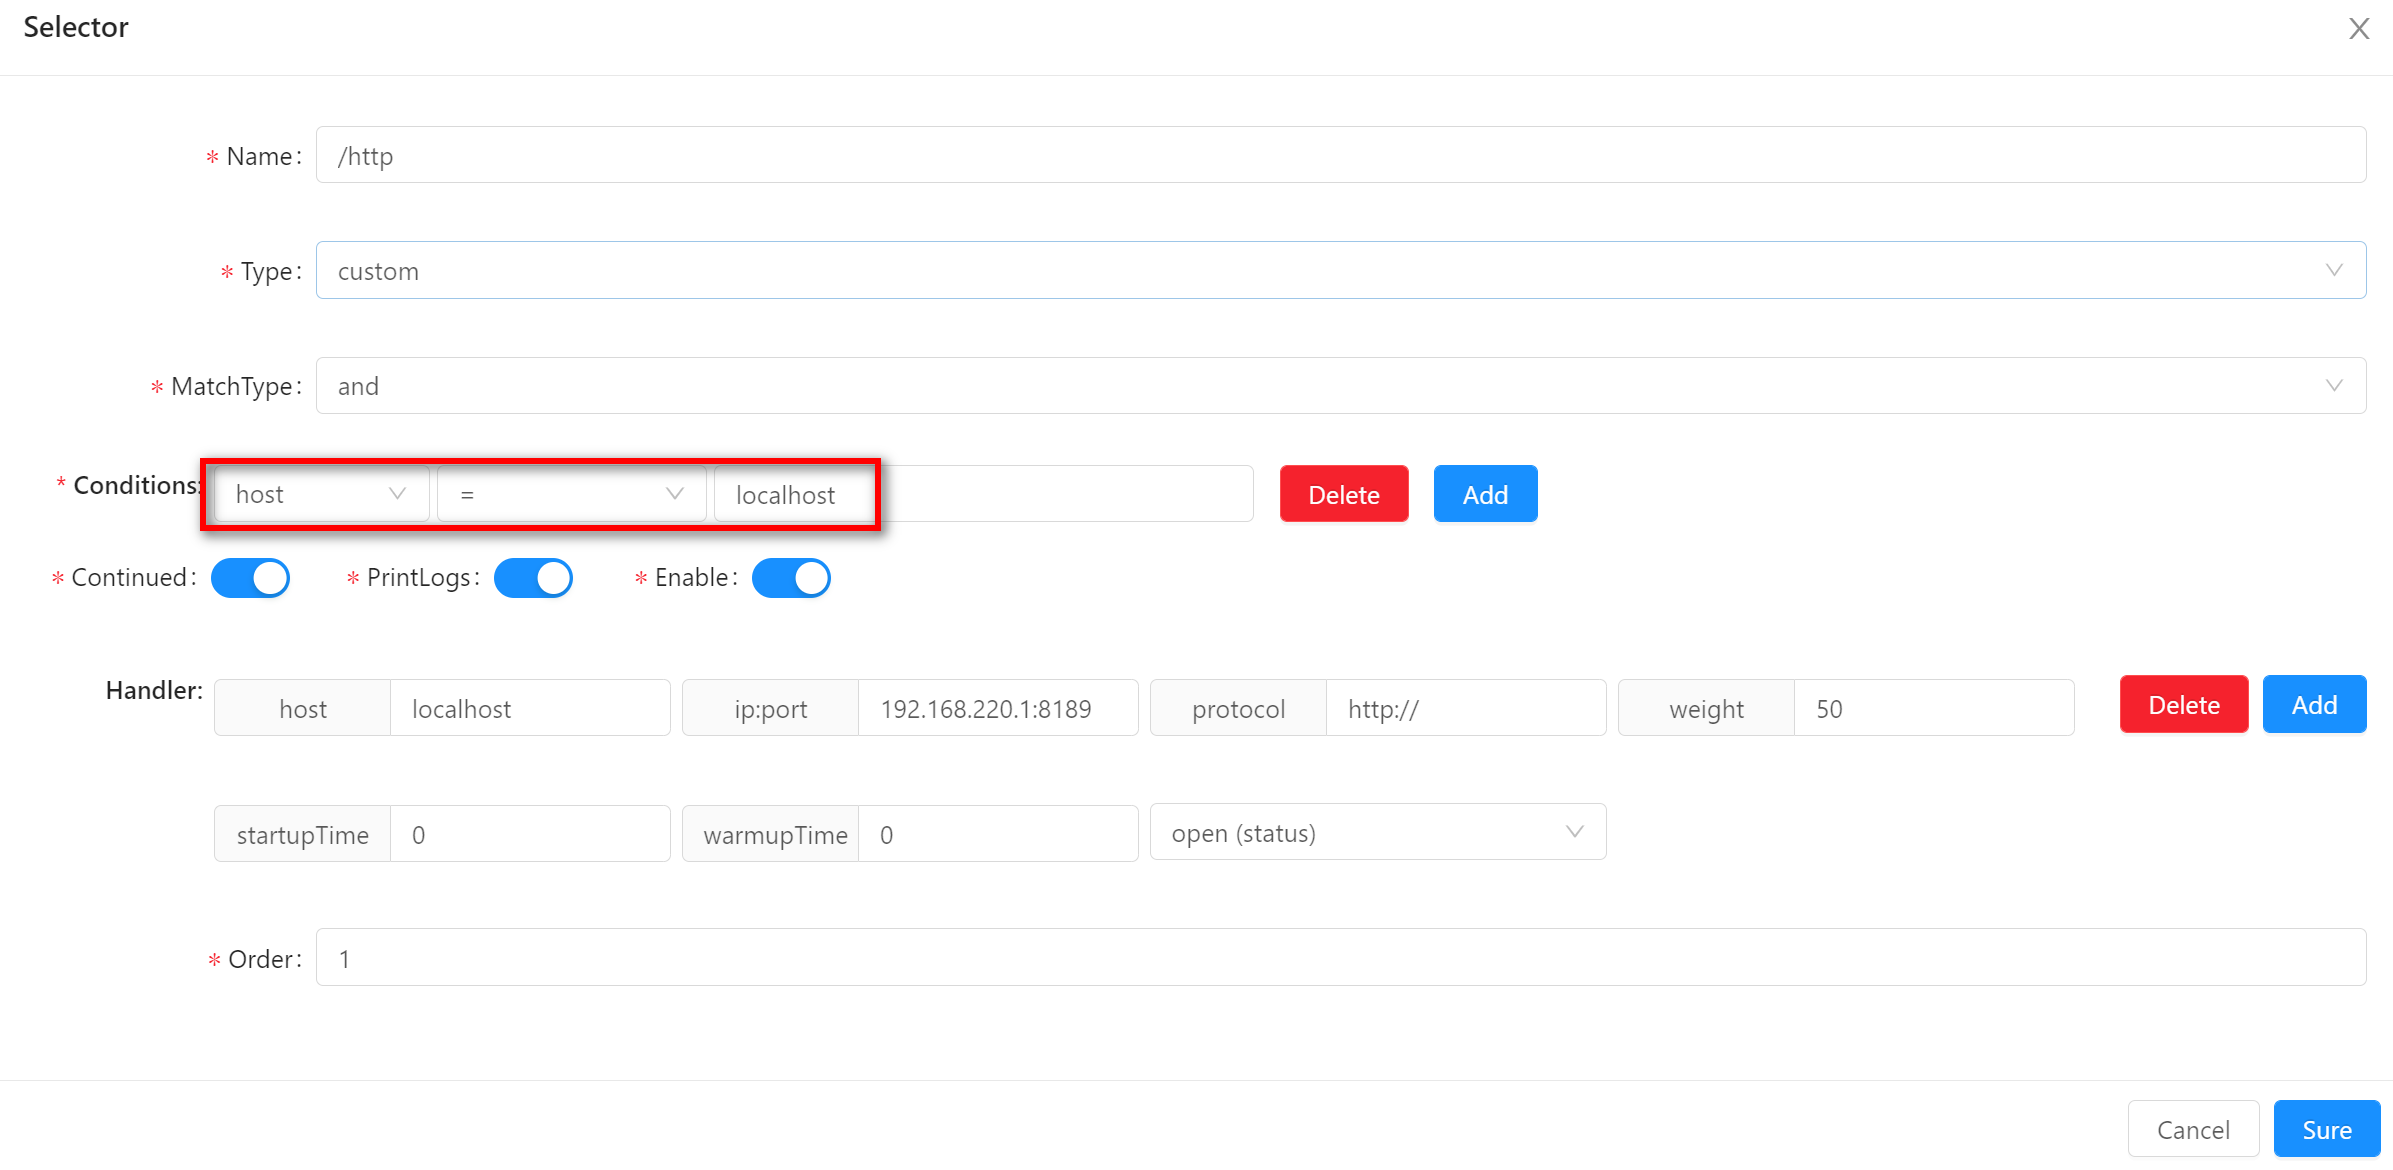 Selector
* Name: /http
* Type: custom
* MatchType: and
* Conditions: host = localhost Delete Add
* Continued: * PrintLogs: * Enable:
Handler: host localhost ip:port 192.168.220.1:8189 protocol http:// weight 50 Delete Add
startupTime 0 warmupTime 0 open (status)
* Order: 1
Cancel Sure